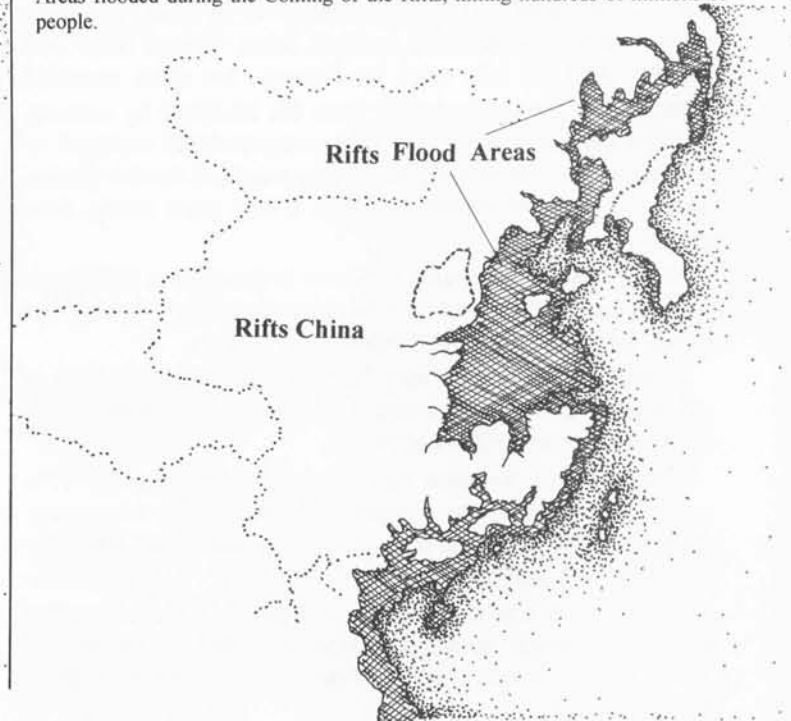 Areas flooded during the Coming of the Rifts, killing hundreds of millions of
people.
Rifts Flood Areas
Rifts China